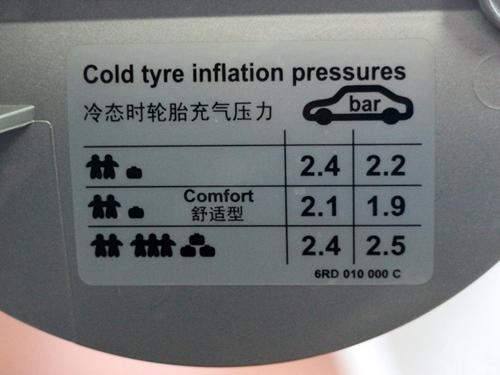 Cold tyre inflation pressures
冷态时轮胎充气压力 bar
2.4 2.2
Comfort
舒适型 2.1 1.9
2.4 2.5
6RD 010 000 C